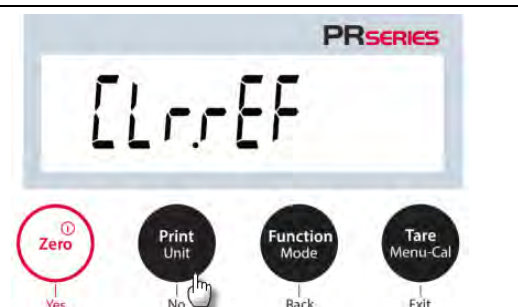 PRSERIES
CLr.rEF
Zero
Print
Unit
Function
Mode
Tare
Menu-Cal
Yes
No
Back
Exit